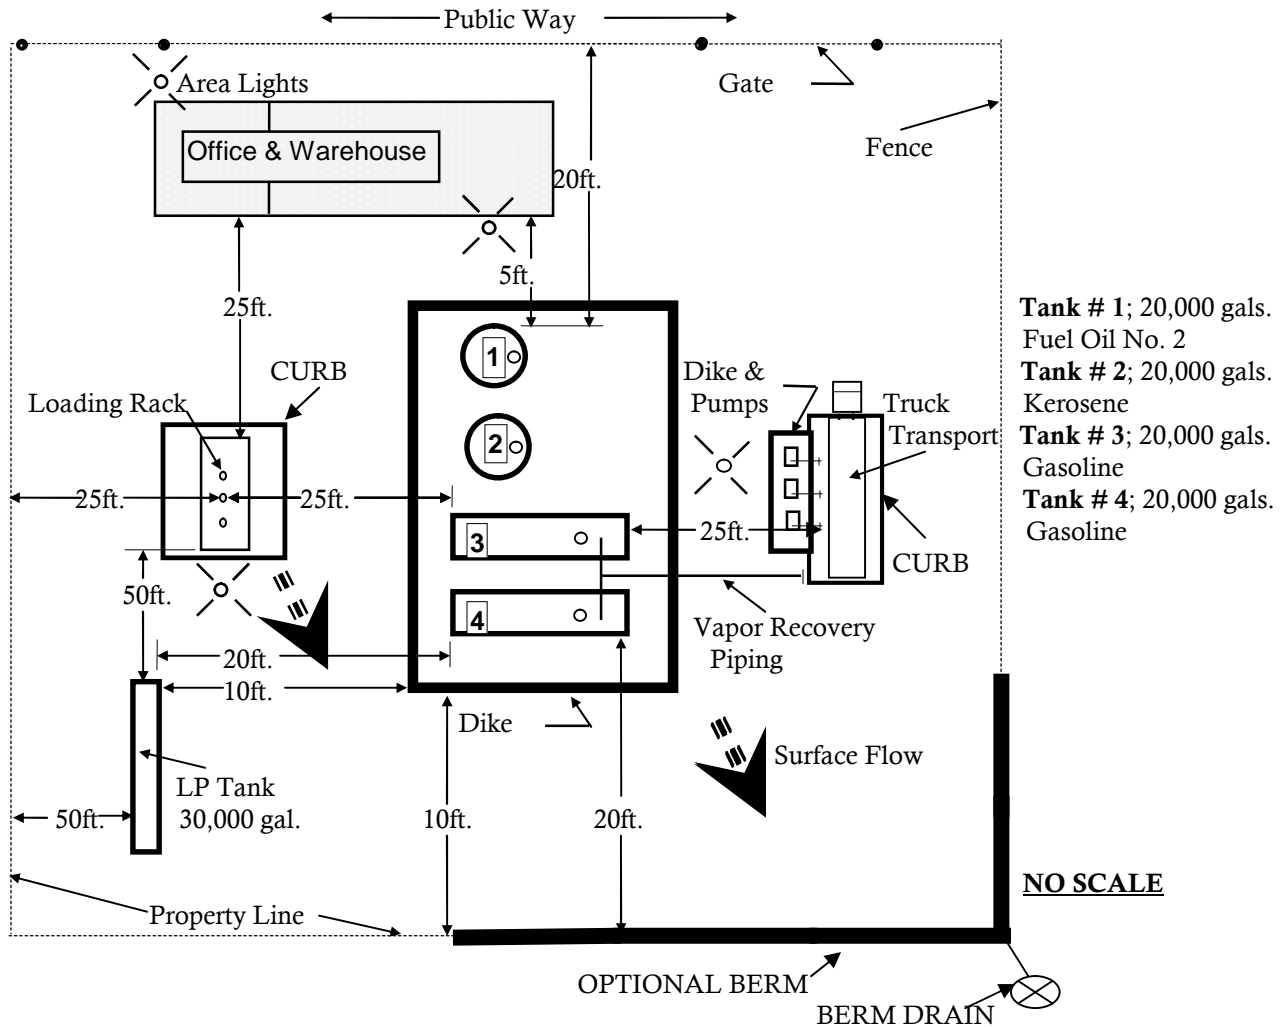 Public Way
Area Lights
Gate
Office & Warehouse
Fence
20ft.
5ft.
25ft.
Tank # 1; 20,000 gals.
Fuel Oil No. 2
Tank # 2; 20,000 gals.
Kerosene
Tank # 3; 20,000 gals.
Gasoline
Tank # 4; 20,000 gals.
Gasoline
1
CURB
Dike &
Pumps
Loading Rack
Truck
Transport
2
25ft.
25ft.
3
25ft.
CURB
50ft.
4
Vapor Recovery
Piping
20ft.
10ft.
Dike
Surface Flow
LP Tank
30,000 gal.
50ft.
10ft.
20ft.
NO SCALE
Property Line
OPTIONAL BERM
BERM DRAIN